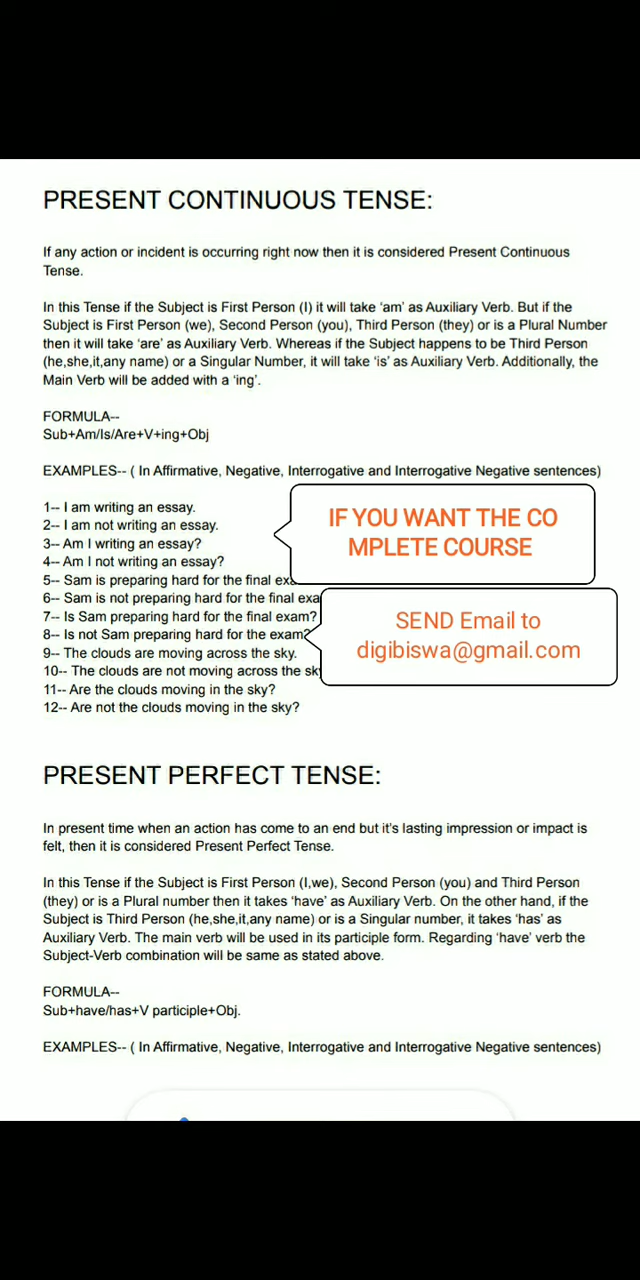 PRESENT CONTINUOUS TENSE:
If any action or incident is occurring right now then it is considered Present Continuous
Tense.
In this Tense if the Subject is First Person (I) it will take ‘am’ as Auxiliary Verb. But if the
Subject is First Person (we), Second Person (you), Third Person (they) or is a Plural Number
then it will take ‘are’ as Auxiliary Verb. Whereas if the Subject happens to be Third Person
(he,she,it,any name) or a Singular Number, it will take ‘is’ as Auxiliary Verb. Additionally, the
Main Verb will be added with a ‘ing’.
FORMULA--
Sub+Am/Is/Are+V+ing+Obj
EXAMPLES-- ( In Affirmative, Negative, Interrogative and Interrogative Negative sentences)
1-- I am writing an essay.
2-- I am not writing an essay.
3-- Am I writing an essay?
4-- Am I not writing an essay?
5-- Sam is preparing hard for the final
6-- Sam is not preparing hard for the final
7-- Is Sam preparing hard for the final exam?
8-- Is not Sam preparing hard for the exam?
9-- The clouds are moving across the sky.
10-- The clouds are not moving across the
11-- Are the clouds moving in the sky?
12-- Are not the clouds moving in the sky?
IF YOU WANT THE CO
MPLETE COURSE
SEND Email to
digibiswa@gmail.com
PRESENT PERFECT TENSE:
In present time when an action has come to an end but it’s lasting impression or impact is
felt, then it is considered Present Perfect Tense.
In this Tense if the Subject is First Person (I,we), Second Person (you) and Third Person
(they) or is a Plural number then it takes ‘have’ as Auxiliary Verb. On the other hand, if the
Subject is Third Person (he,she,it,any name) or is a Singular number, it takes ‘has’ as
Auxiliary Verb. The main verb will be used in its participle form. Regarding ‘have’ verb the
Subject-Verb combination will be same as stated above.
FORMULA--
Sub+have/has+V participle+Obj.
EXAMPLES-- ( In Affirmative, Negative, Interrogative and Interrogative Negative sentences)